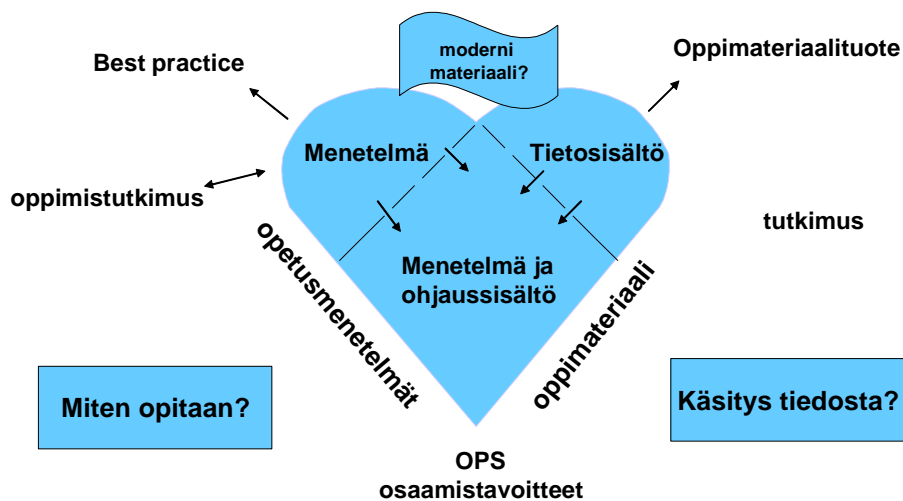 moderni
materiaali?
Best practice
Oppimateriaalituote
Menetelmä
Tietosisältö
oppimistutkimus
tutkimus
opetusmenetelmät
Menetelmä ja
ohjaussisältö
oppimateriaali
Miten opitaan?
Käsitys tiedosta?
OPS
osaamistavoitteet